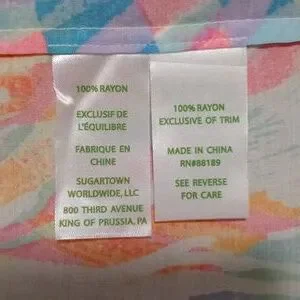 100% RAYON
EXCLUSIF DE
L'ÉQUILIBRE
FABRIQUE EN
CHINE
SUGARTOWN
WORLDWIDE, LLC
800 THIRD AVENUE
KING OF PRUSSIA, PA
100% RAYON
EXCLUSIVE OF TRIM
MADE IN CHINA
RN#88189
SEE REVERSE
FOR CARE